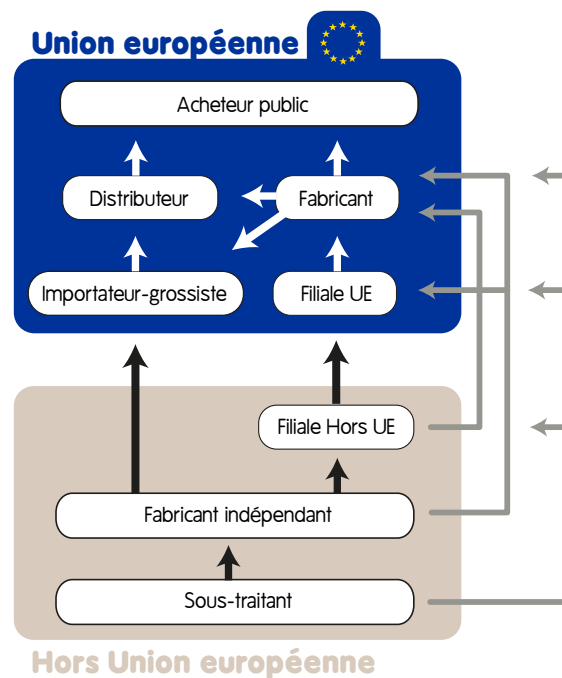 Union européenne
Acheteur public
Distributeur
Fabricant
Importateur-grossiste
Filiale UE
Filiale Hors UE
Fabricant indépendant
Sous-traitant
Hors Union européenne